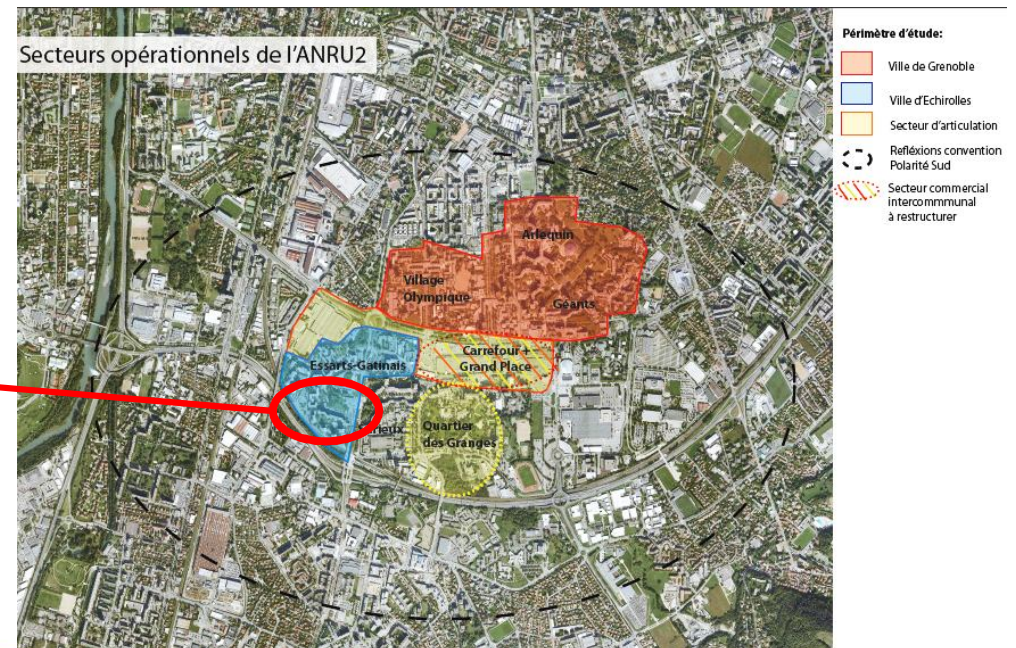 Secteurs opérationnels de l'ANRU2
Arlequin
Village
Olympique
Géants
Carrefour +
Grand Place
Essarts-Gatinais
Quartier
des Granges
Périmètre d'étude:
Ville de Grenoble
Ville d'Echirolles
Secteur d'articulation
Refléxions convention
Polarité Sud
Secteur commercial
intercommmunal
à restructurer